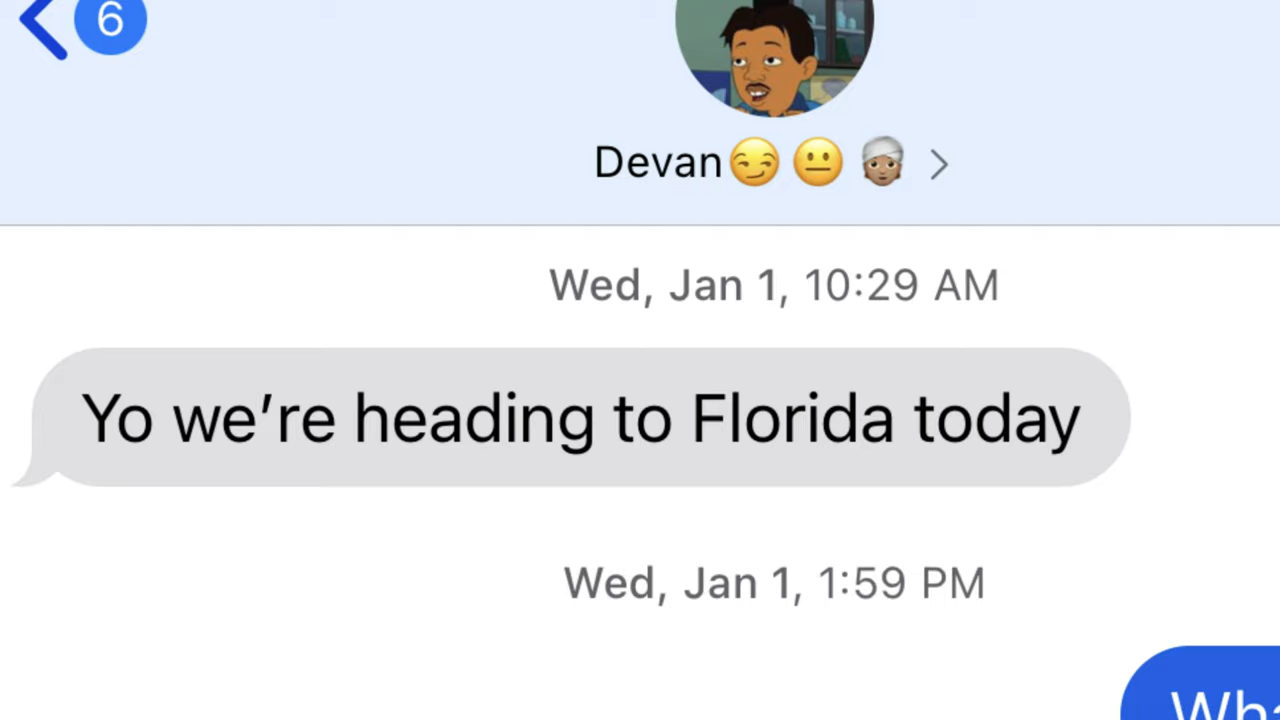 6
Devan😏😐👳🏽
Wed, Jan 1, 10:29 AM
Yo we're heading to Florida today
Wed, Jan 1, 1:59 PM